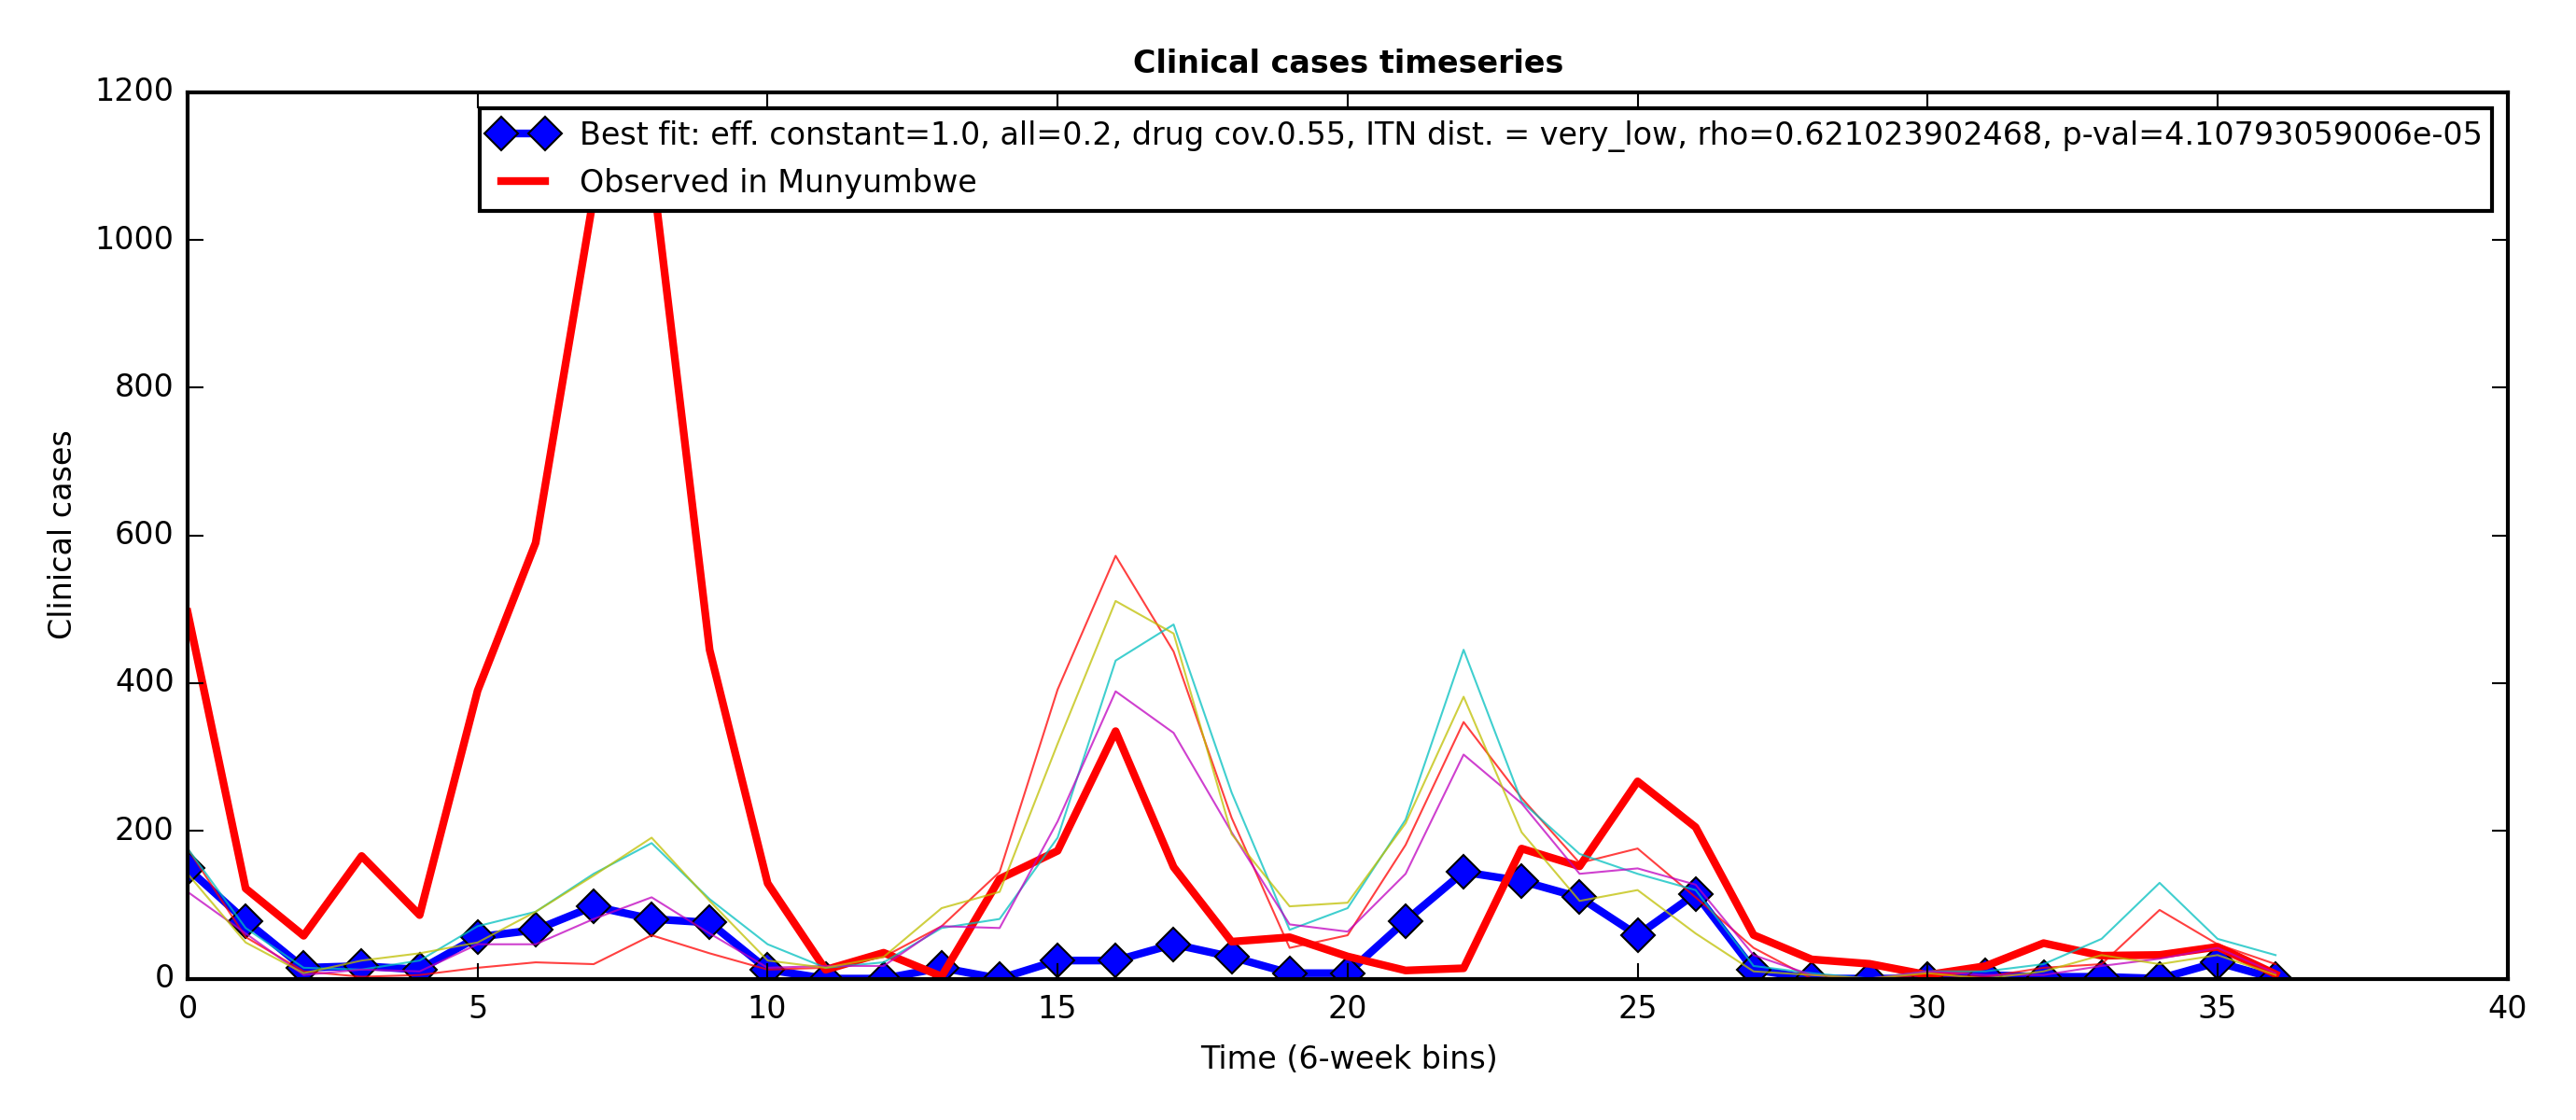 Clinical cases timeseries
1200
1000
800
600
400
200
0
Clinical cases
Best fit: eff. constant=1.0, all=0.2, drug cov.0.55, ITN dist. = very_low, rho=0.621023902468, p-val=4.10793059006e-05
Observed in Munyumbwe
0 5 10 15 20 25 30 35 40
Time (6-week bins)